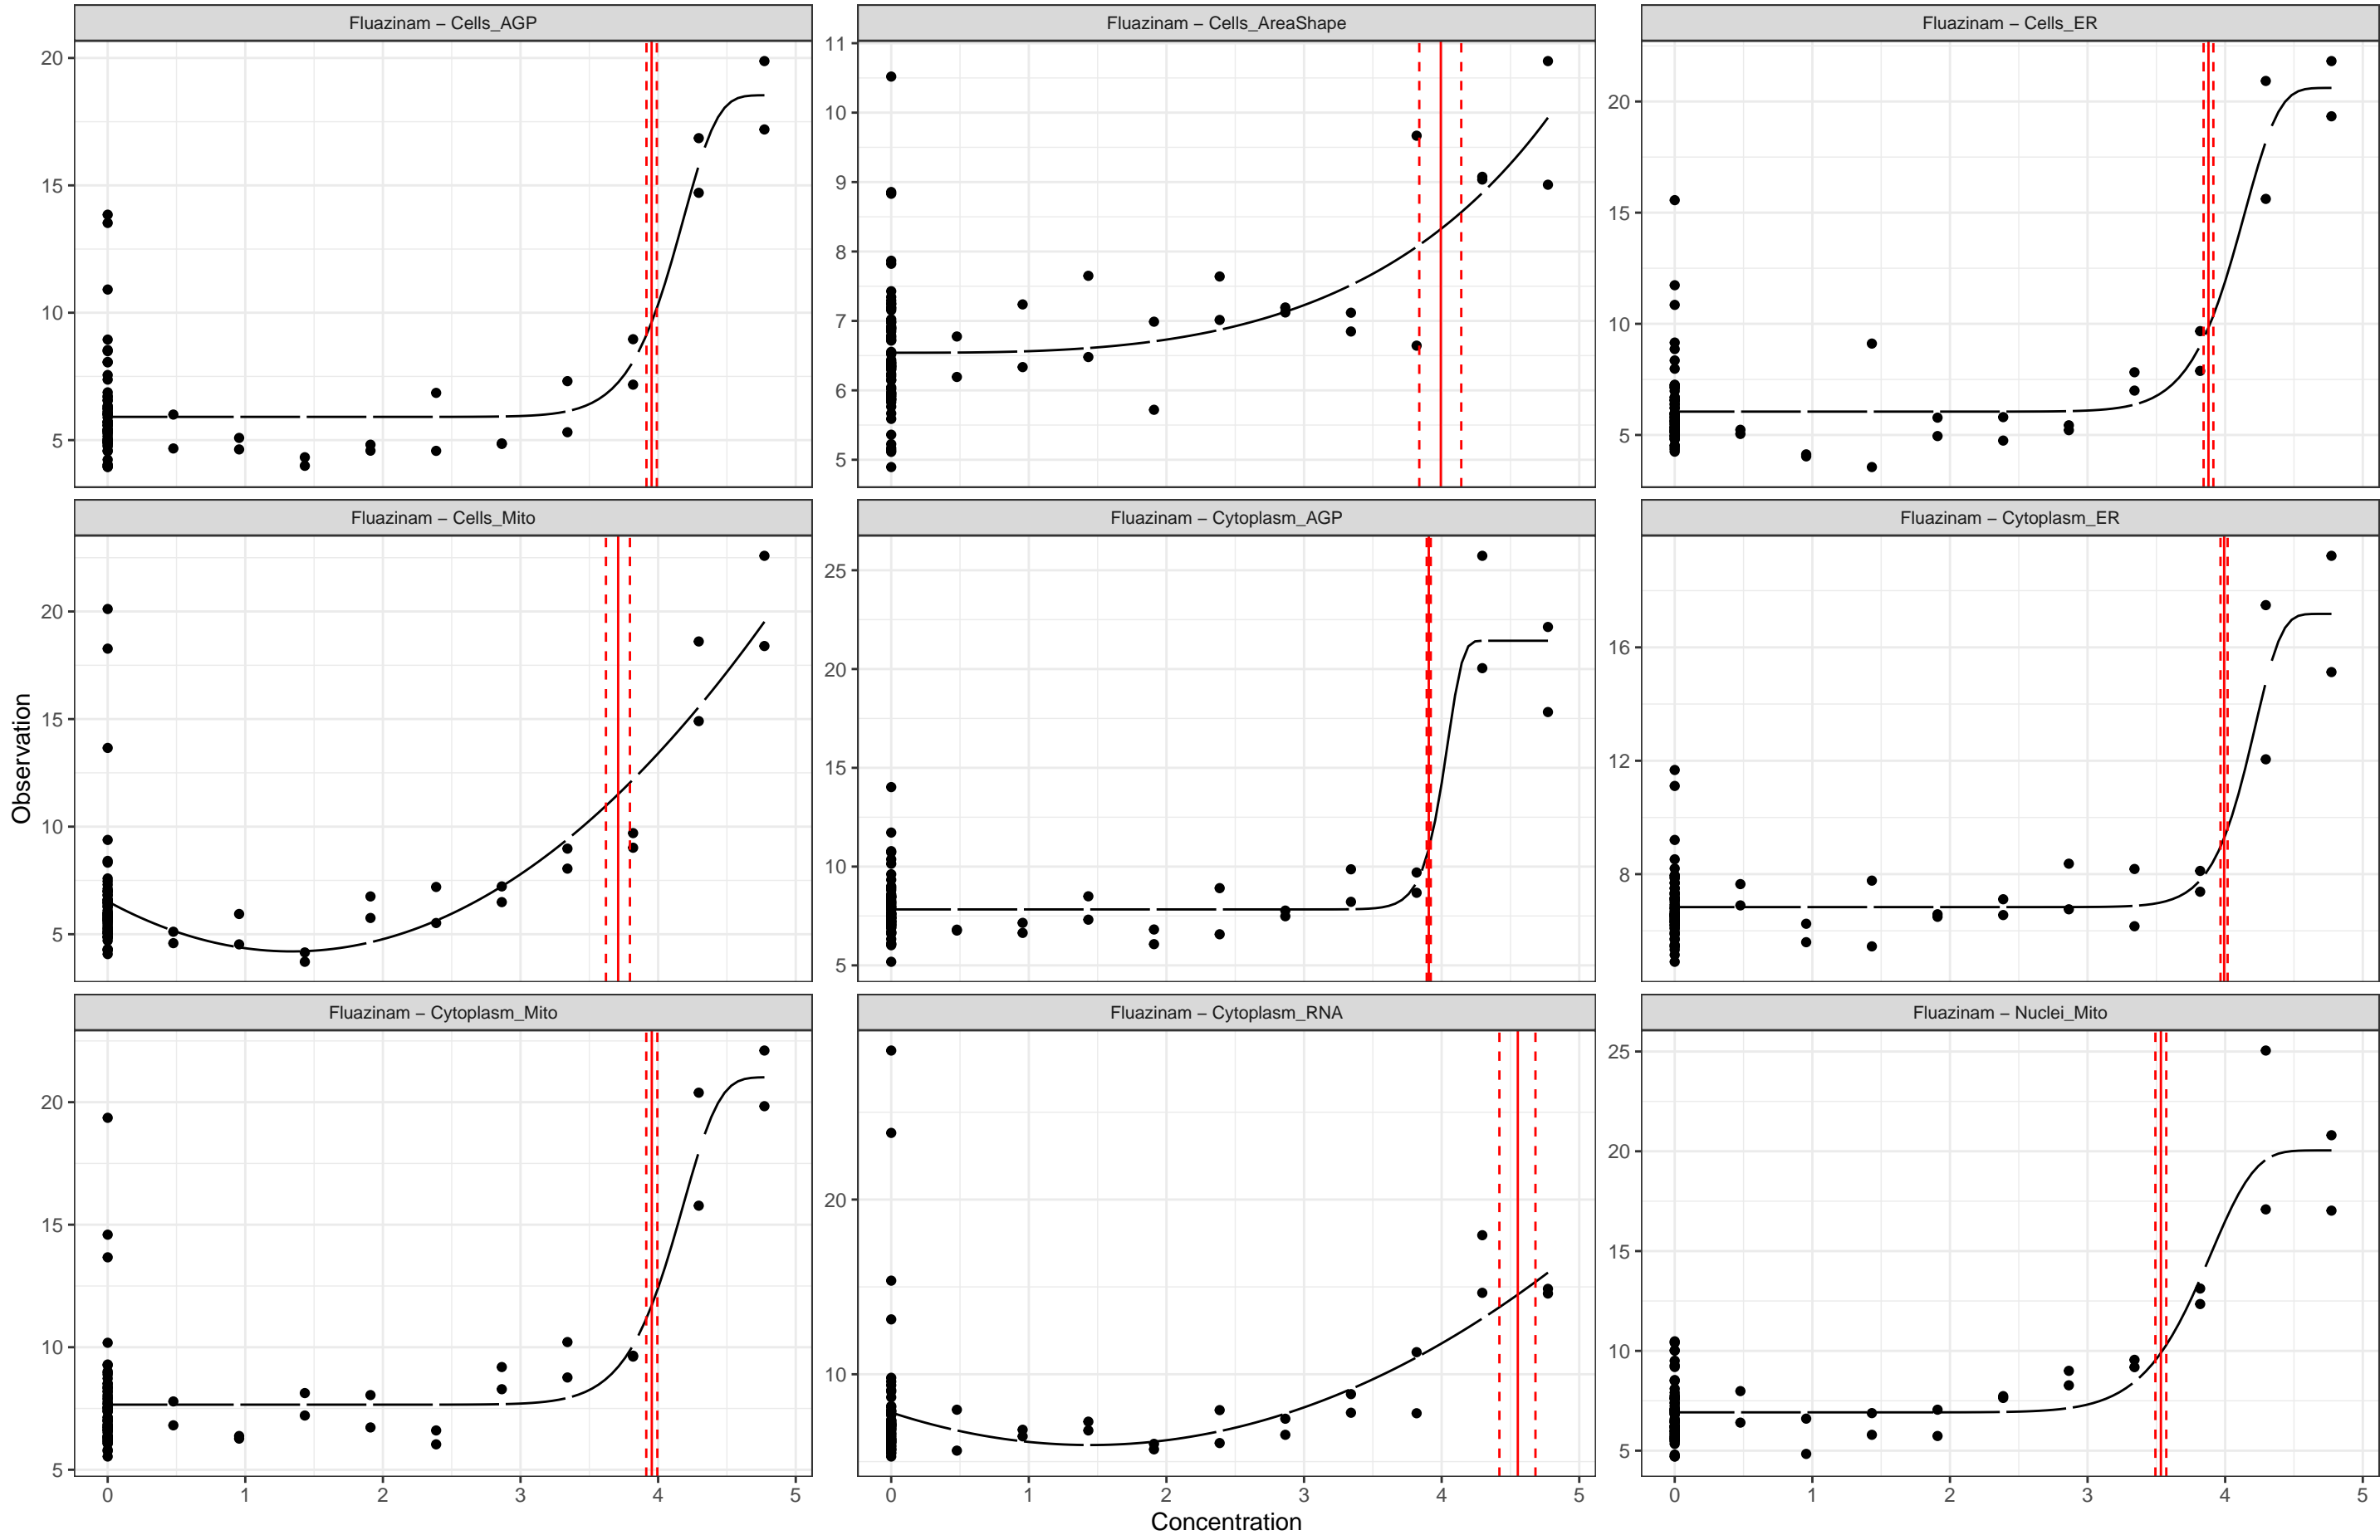 Fluazinam – Cells_AGP
Fluazinam – Cells_AreaShape
Fluazinam – Cells_ER
20
15
10
5
11
10
9
8
7
6
5
20
15
10
5
Fluazinam – Cells_Mito
Fluazinam – Cytoplasm_AGP
Fluazinam – Cytoplasm_ER
20
15
10
5
25
20
15
10
5
16
12
8
Observation
Fluazinam – Cytoplasm_Mito
Fluazinam – Cytoplasm_RNA
Fluazinam – Nuclei_Mito
20
15
10
5
20
10
25
20
15
10
5
0 1 2 3 4 5
0 1 2 3 4 5
0 1 2 3 4 5
Concentration